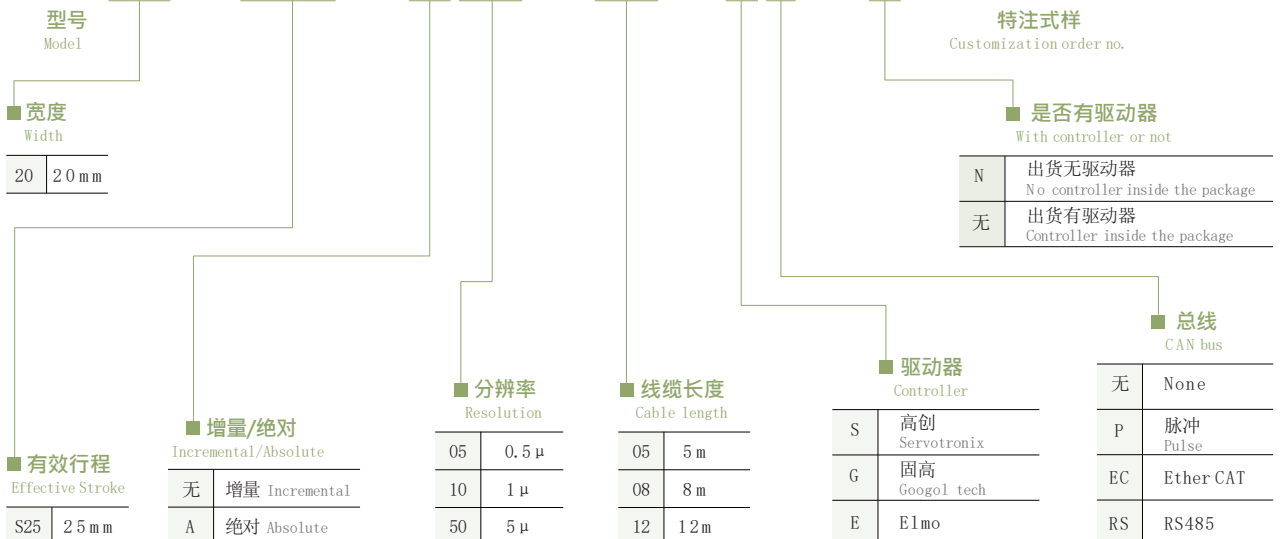 型号
Model
特注式样
Customization order no.
宽度
Width
20 20mm
是否有驱动器
With controller or not
N 出货无驱动器
No controller inside the package
无 出货有驱动器
Controller inside the package
总线
CAN bus
无 None
P 脉冲
Pulse
EC Ether CAT
RS RS485
驱动器
Controller
S 高创
Servotronix
G 固高
Googol tech
E Elmo
线缆长度
Cable length
05 5m
08 8m
12 12m
分辨率
Resolution
05 0.5μ
10 1μ
50 5μ
增量/绝对
Incremental/Absolute
无 增量 Incremental
A 绝对 Absolute
有效行程
Effective Stroke
S25 25mm